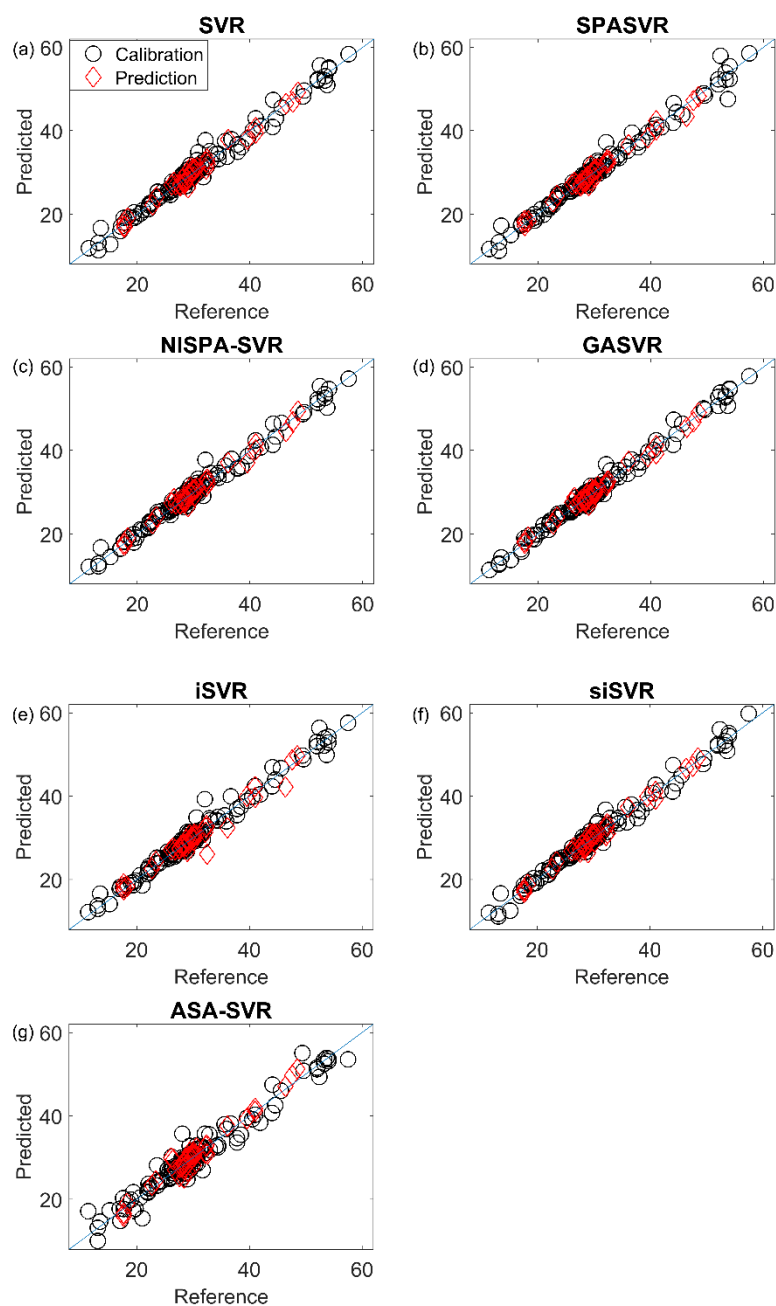 SVR
(a)
60
40
20
Predicted
Calibration
Prediction
20 40 60
Reference
SPASVR
(b)
60
40
20
Predicted
20 40 60
Reference
NISPA-SVR
(c)
60
40
20
Predicted
20 40 60
Reference
GASVR
(d)
60
40
20
Predicted
20 40 60
Reference
iSVR
(e)
60
40
20
Predicted
20 40 60
Reference
siSVR
(f)
60
40
20
Predicted
20 40 60
Reference
ASA-SVR
(g)
60
40
20
Predicted
20 40 60
Reference